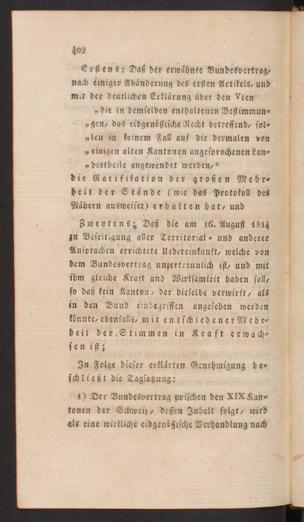 402
Erstens: Daß der erwähnte Bundesvertrag,
nach einiger Abänderung des ersten Artikels, und
mit der deutlichen Erklärung über den Vten
„die in demselben enthaltenen Bestimmun-
„gen, das eidgenössische Recht betreffend, sol-
„len in keinem Fall auf die dermalen von
„einigen alten Kantonen angesprochenen Lan-
„destheile angewendet werden,“
die Ratifikation der großen Mehr-
heit der Stände (wie das Protokoll des
Nähern ausweiset) erhalten hat, und
Zweytens: Daß die am 16. August 1814
zu Beseitigung aller Territorial- und anderer
Ansprachen errichtete Uebereinkunft, welche von
dem Bundesvertrag unzertrennlich ist, und mit
ihm gleiche Kraft und Wirksamkeit haben soll,
so daß kein Kanton, der dieselbe verwirft, als
in den Bund einbegriffen angesehen werden
könnte, ebenfalls, mit entschiedener Mehr-
heit der Stimmen in Kraft erwach-
sen ist;
In Folge dieser erklärten Genehmigung be-
schließt die Tagsatzung:
1) Der Bundesvertrag zwischen den XIX Kan-
tonen der Schweiz, dessen Inhalt folgt, wird
als eine wirkliche eidgenößische Verhandlung nach